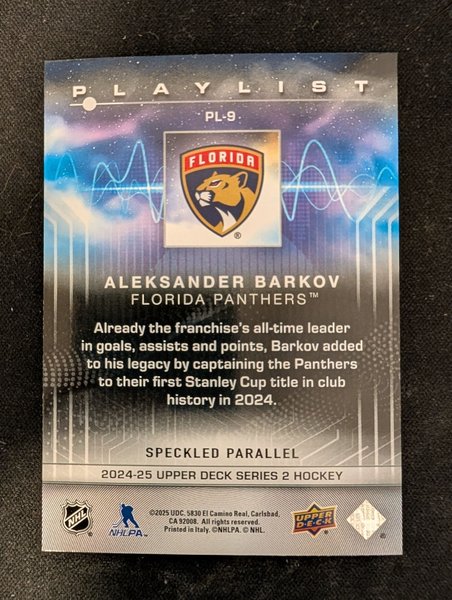 PLAYLIST
PL-9
FLORIDA
®
ALEKSANDER BARKOV
FLORIDA PANTHERS™
Already the franchise's all-time leader
in goals, assists and points, Barkov added
to his legacy by captaining the Panthers
to their first Stanley Cup title in club
history in 2024.
SPECKLED PARALLEL
2024-25 UPPER DECK SERIES 2 HOCKEY
NHL
NHLPA
©2025 UDC. 5830 El Camino Real, Carlsbad,
CA 92008. All rights reserved.
Printed in Italy. ©NHLPA. © NHL.
UPPER
DECK